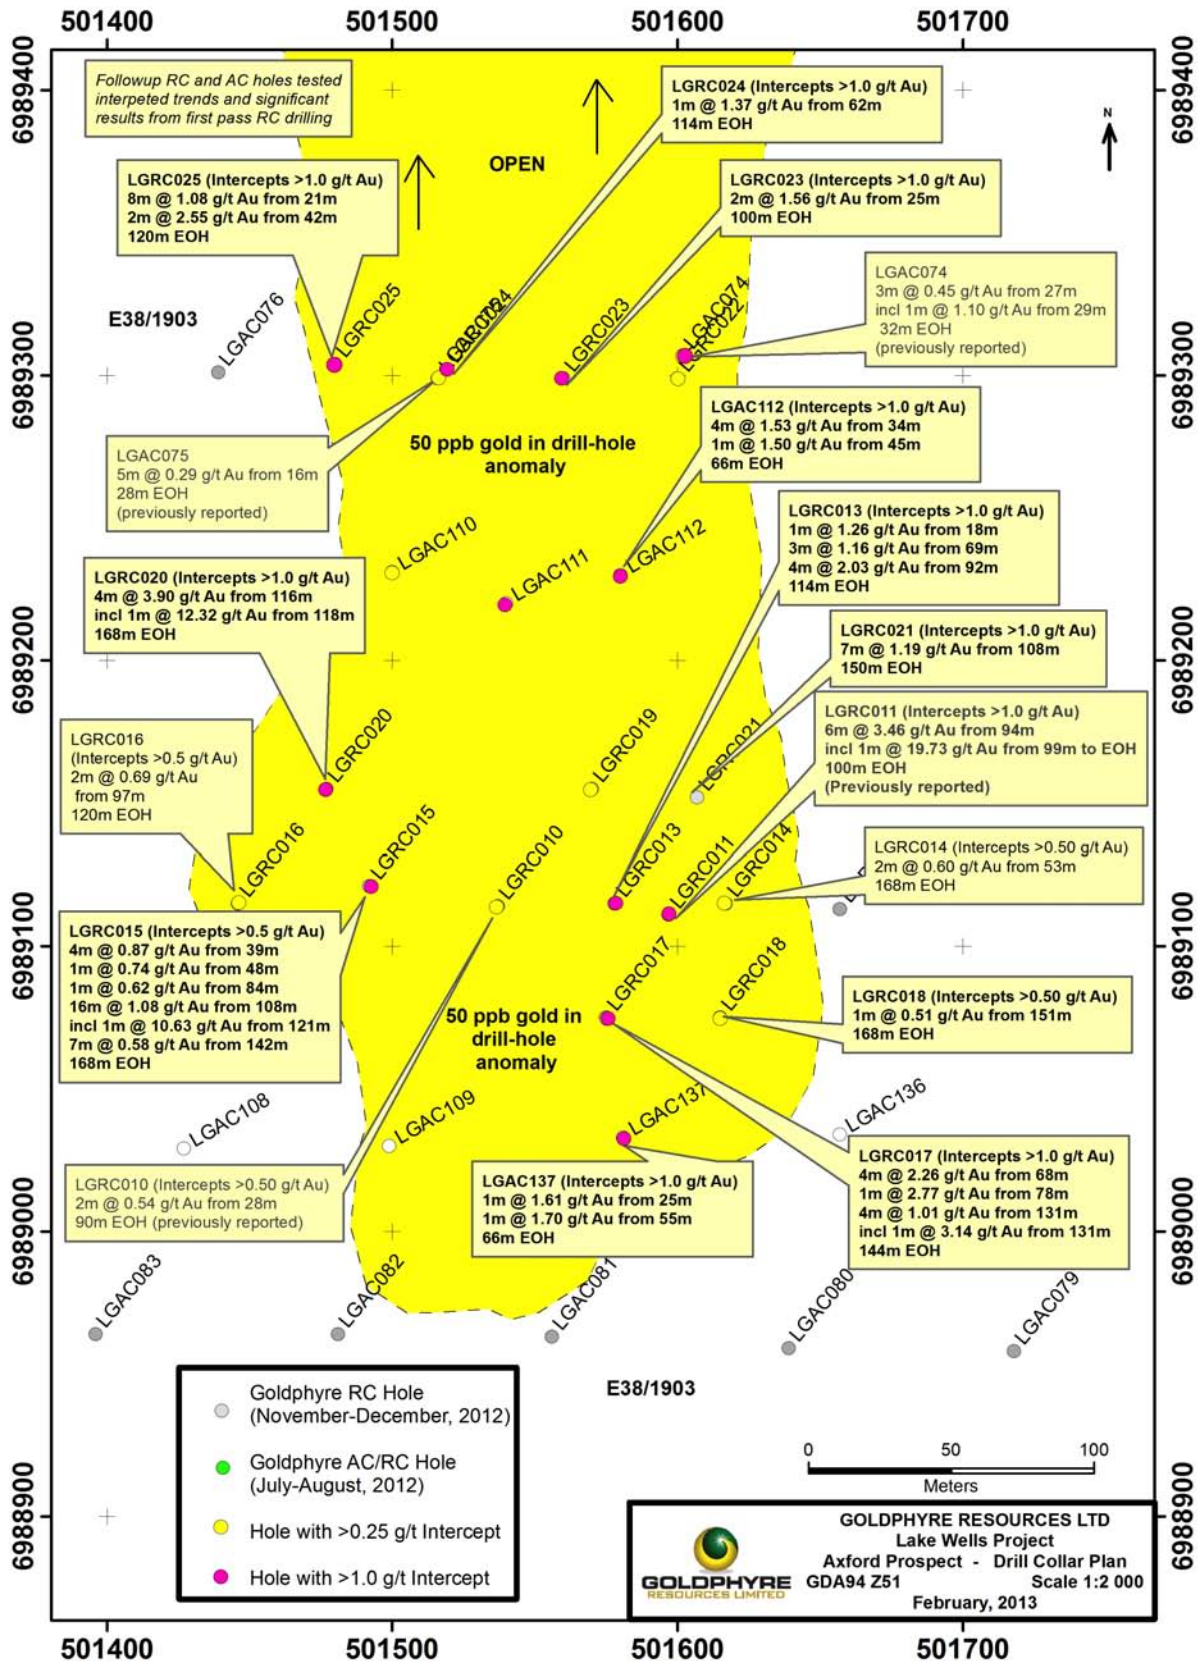 501400 501500 501600 501700
6989400
6989400
Followup RC and AC holes tested
interpeted trends and significant
results from first pass RC drilling
OPEN
LGRC024 (Intercepts >1.0 g/t Au)
1m @ 1.37 g/t Au from 62m
114m EOH
N
LGRC025 (Intercepts >1.0 g/t Au)
8m @ 1.08 g/t Au from 21m
2m @ 2.55 g/t Au from 42m
120m EOH
LGRC023 (Intercepts >1.0 g/t Au)
2m @ 1.56 g/t Au from 25m
100m EOH
LGAC074
3m @ 0.45 g/t Au from 27m
incl 1m @ 1.10 g/t Au from 29m
32m EOH
(previously reported)
E38/1903
LGAC076
LGRC025
LGRC023
LGAC074
LGRC022
6989300
6989300
LGAC112 (Intercepts >1.0 g/t Au)
4m @ 1.53 g/t Au from 34m
1m @ 1.50 g/t Au from 45m
66m EOH
50 ppb gold in drill-hole
anomaly
LGAC075
5m @ 0.29 g/t Au from 16m
28m EOH
(previously reported)
LGRC013 (Intercepts >1.0 g/t Au)
1m @ 1.26 g/t Au from 18m
3m @ 1.16 g/t Au from 69m
4m @ 2.03 g/t Au from 92m
114m EOH
LGAC110
LGAC111
LGAC112
LGRC020 (Intercepts >1.0 g/t Au)
4m @ 3.90 g/t Au from 116m
incl 1m @ 12.32 g/t Au from 118m
168m EOH
6989200
6989200
LGRC021 (Intercepts >1.0 g/t Au)
7m @ 1.19 g/t Au from 108m
150m EOH
LGRC011 (Intercepts >1.0 g/t Au)
6m @ 3.46 g/t Au from 94m
incl 1m @ 19.73 g/t Au from 99m to EOH
100m EOH
(Previously reported)
LGRC016
(Intercepts >0.5 g/t Au)
2m @ 0.69 g/t Au
from 97m
120m EOH
LGRC020
LGRC019
LGRC021
LGRC016
LGRC015
LGRC010
LGRC013
LGRC011
LGRC014
LGRC014 (Intercepts >0.50 g/t Au)
2m @ 0.60 g/t Au from 53m
168m EOH
6989100
6989100
LGRC015 (Intercepts >0.5 g/t Au)
4m @ 0.87 g/t Au from 39m
1m @ 0.74 g/t Au from 48m
1m @ 0.62 g/t Au from 84m
16m @ 1.08 g/t Au from 108m
incl 1m @ 10.63 g/t Au from 121m
7m @ 0.58 g/t Au from 142m
168m EOH
LGRC017
LGRC018
50 ppb gold in
drill-hole
anomaly
LGRC018 (Intercepts >0.50 g/t Au)
1m @ 0.51 g/t Au from 151m
168m EOH
LGAC108
LGAC109
LGAC137
LGAC136
LGRC010 (Intercepts >0.50 g/t Au)
2m @ 0.54 g/t Au from 28m
90m EOH (previously reported)
LGAC137 (Intercepts >1.0 g/t Au)
1m @ 1.61 g/t Au from 25m
1m @ 1.70 g/t Au from 55m
66m EOH
LGRC017 (Intercepts >1.0 g/t Au)
4m @ 2.26 g/t Au from 68m
1m @ 2.77 g/t Au from 78m
4m @ 1.01 g/t Au from 131m
incl 1m @ 3.14 g/t Au from 131m
144m EOH
6989000
6989000
LGAC083
LGAC082
LGAC081
LGAC080
LGAC079
E38/1903
Goldphyre RC Hole
(November-December, 2012)
Goldphyre AC/RC Hole
(July-August, 2012)
Hole with >0.25 g/t Intercept
Hole with >1.0 g/t Intercept
0 50 100
Meters
6988900
6988900
GOLDPHYRE
RESOURCES LIMITED
GOLDPHYRE RESOURCES LTD
Lake Wells Project
Axford Prospect - Drill Collar Plan
GDA94 Z51 Scale 1:2 000
February, 2013
501400 501500 501600 501700